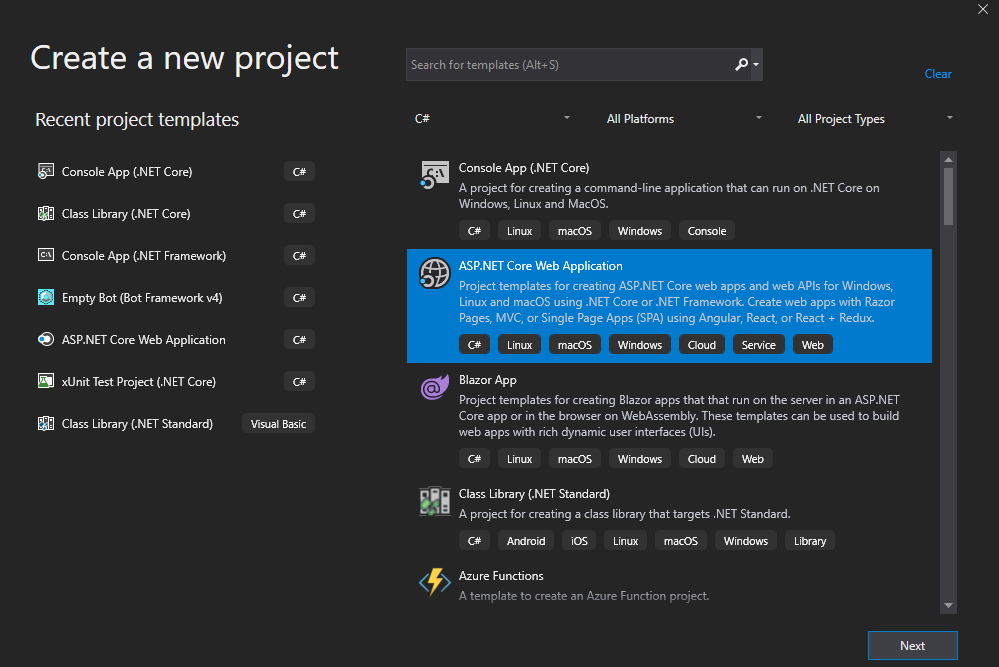 Create a new project
Search for templates (Alt+S)
Clear
Recent project templates
Console App (.NET Core) C#
Class Library (.NET Core) C#
Console App (.NET Framework) C#
Empty Bot (Bot Framework v4) C#
ASP.NET Core Web Application C#
xUnit Test Project (.NET Core) C#
Class Library (.NET Standard) Visual Basic
C# All Platforms All Project Types
Console App (.NET Core)
A project for creating a command-line application that can run on .NET Core on
Windows, Linux and MacOS.
C# Linux macOS Windows Console
ASP.NET Core Web Application
Project templates for creating ASP.NET Core web apps and web APIs for Windows,
Linux and macOS using .NET Core or .NET Framework. Create web apps with Razor
Pages, MVC, or Single Page Apps (SPA) using Angular, React, or React + Redux.
C# Linux macOS Windows Cloud Service Web
Blazor App
Project templates for creating Blazor apps that that run on the server in an ASP.NET
Core app or in the browser on WebAssembly. These templates can be used to build
web apps with rich dynamic user interfaces (UIs).
C# Linux macOS Windows Cloud Web
Class Library (.NET Standard)
A project for creating a class library that targets .NET Standard.
C# Android iOS Linux macOS Windows Library
Azure Functions
A template to create an Azure Function project.
Next